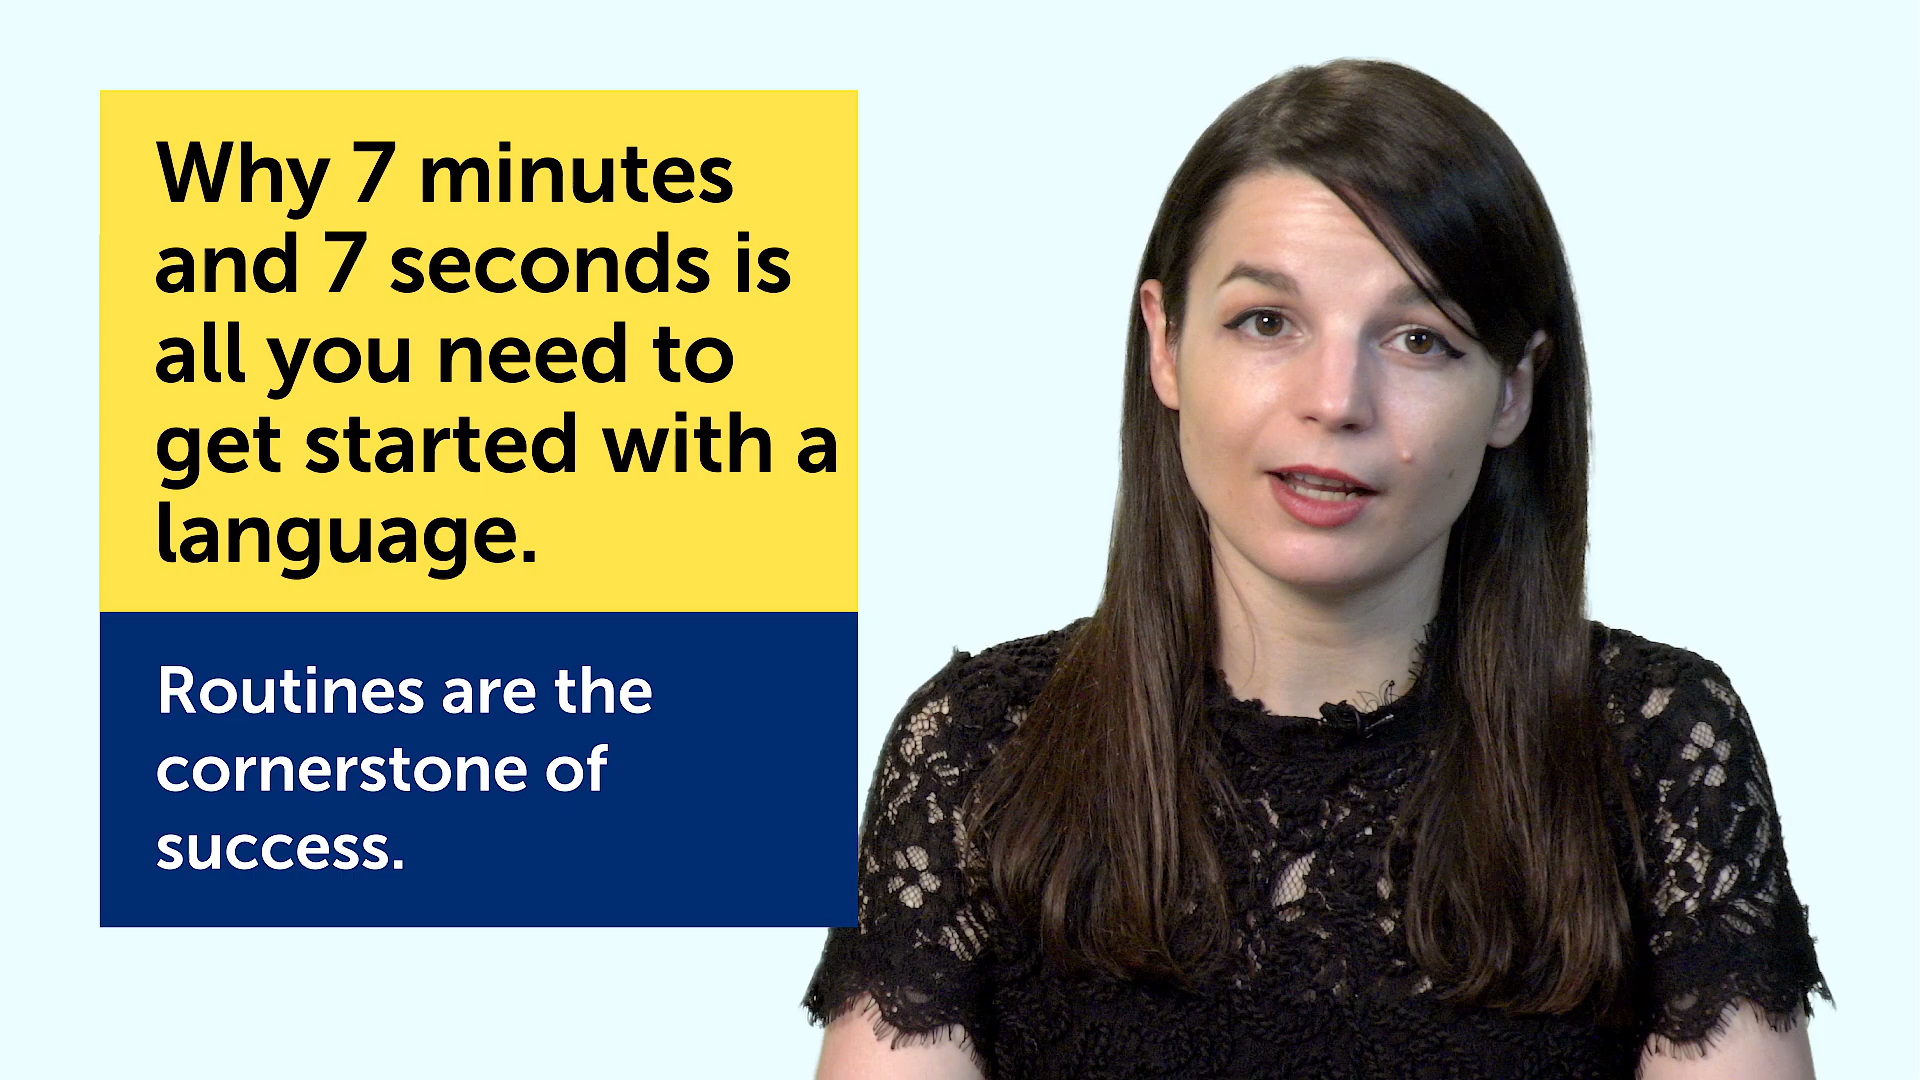 Why 7 minutes
and 7 seconds is
all you need to
get started with a
language.
Routines are the
cornerstone of
success.